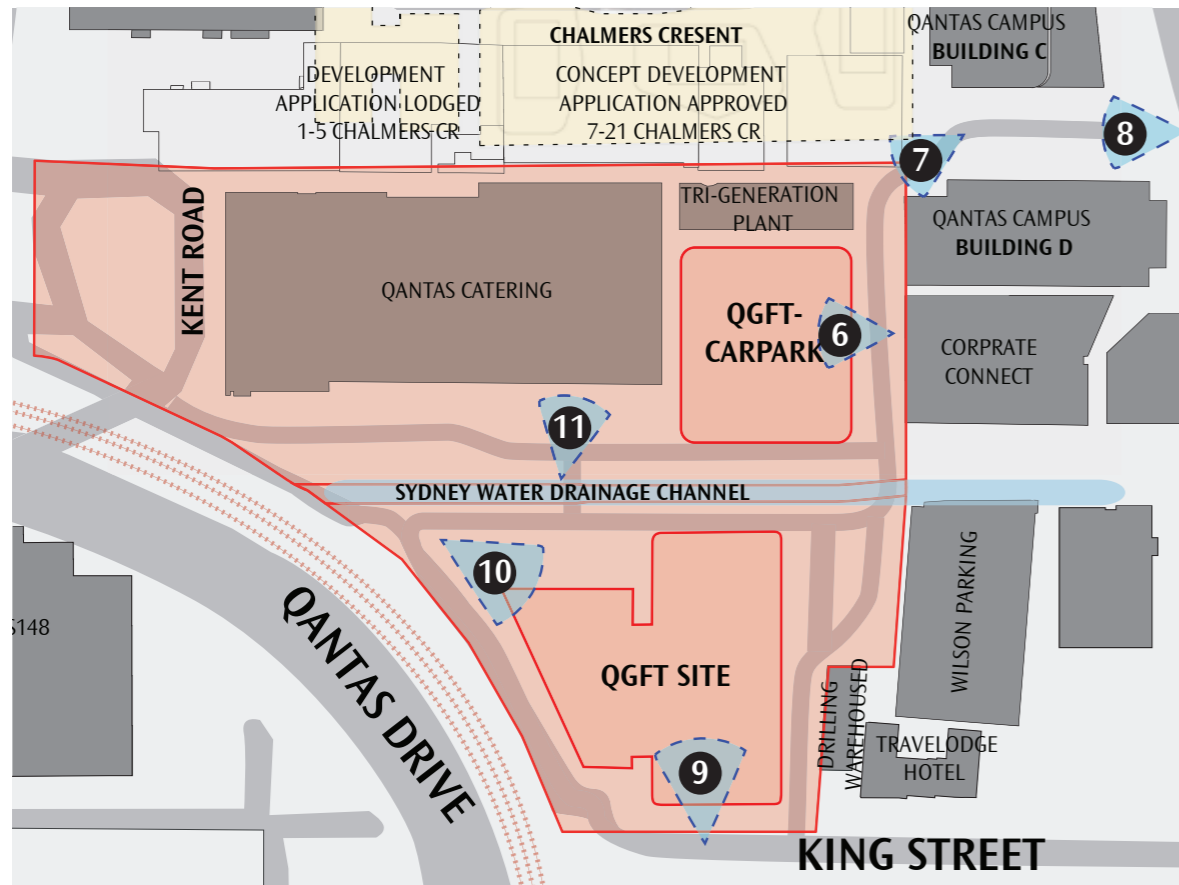 CHALMERS CRESENT
QANTAS CAMPUS
BUILDING C
DEVELOPMENT
APPLICATION LODGED
1-5 CHALMERS CR
CONCEPT DEVELOPMENT
APPLICATION APPROVED
7-21 CHALMERS CR
8
7
KENT ROAD
TRI-GENERATION
PLANT
QANTAS CAMPUS
BUILDING D
QANTAS CATERING
QGFT-
CARPARK
6
CORPRATE
CONNECT
11
SYDNEY WATER DRAINAGE CHANNEL
10
S148
QANTAS DRIVE
QGFT SITE
WILSON PARKING
DRILLING
WAREHOUSED
TRAVELODGE
HOTEL
9
KING STREET